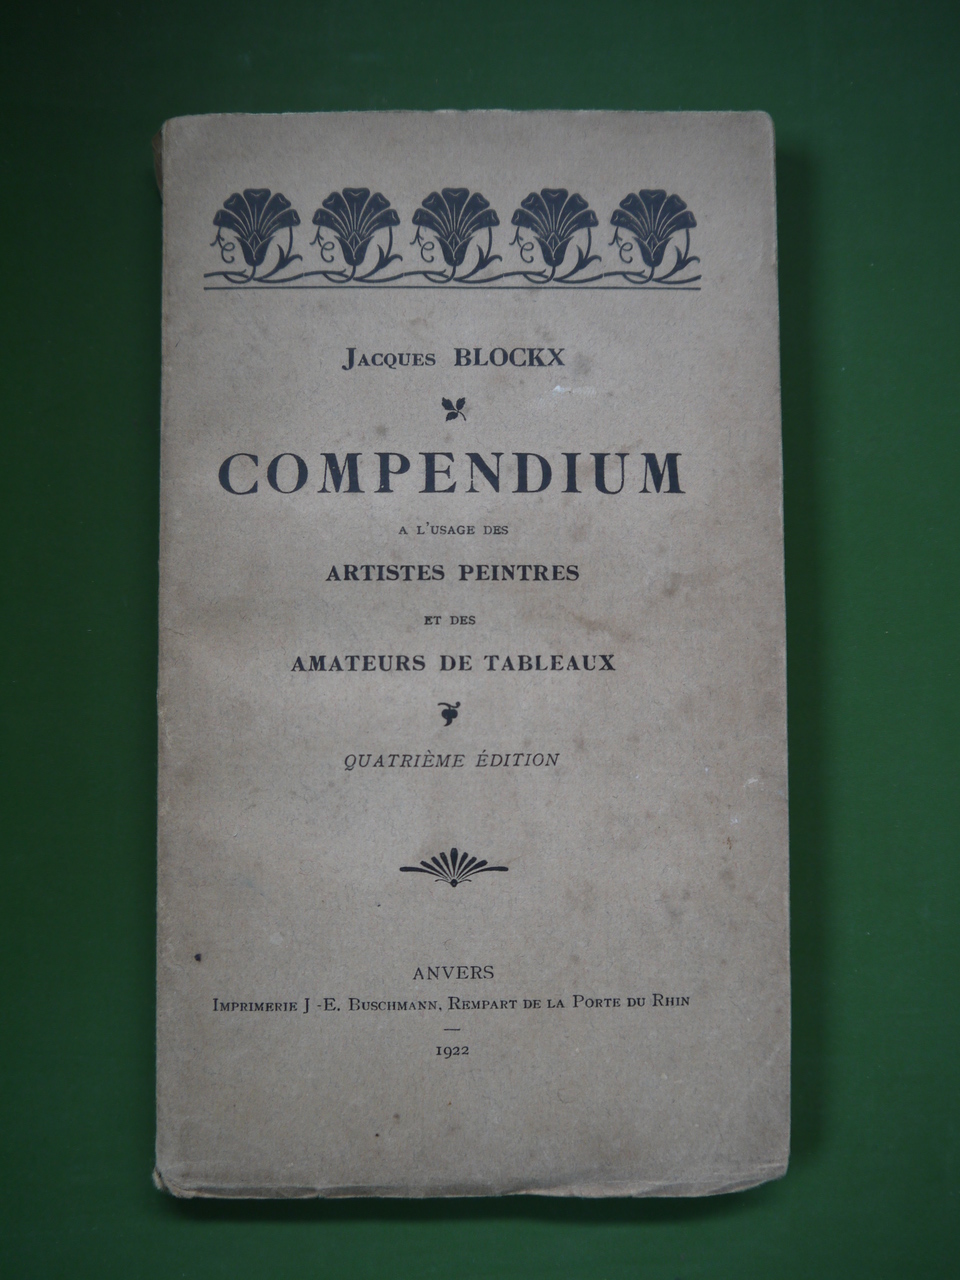 Jacques BLOCKX
COMPENDIUM
A L'USAGE DES
ARTISTES PEINTRES
ET DES
AMATEURS DE TABLEAUX
QUATRIÈME ÉDITION
ANVERS
Imprimerie J -E. Buschmann, Rempart de la Porte du Rhin
1922